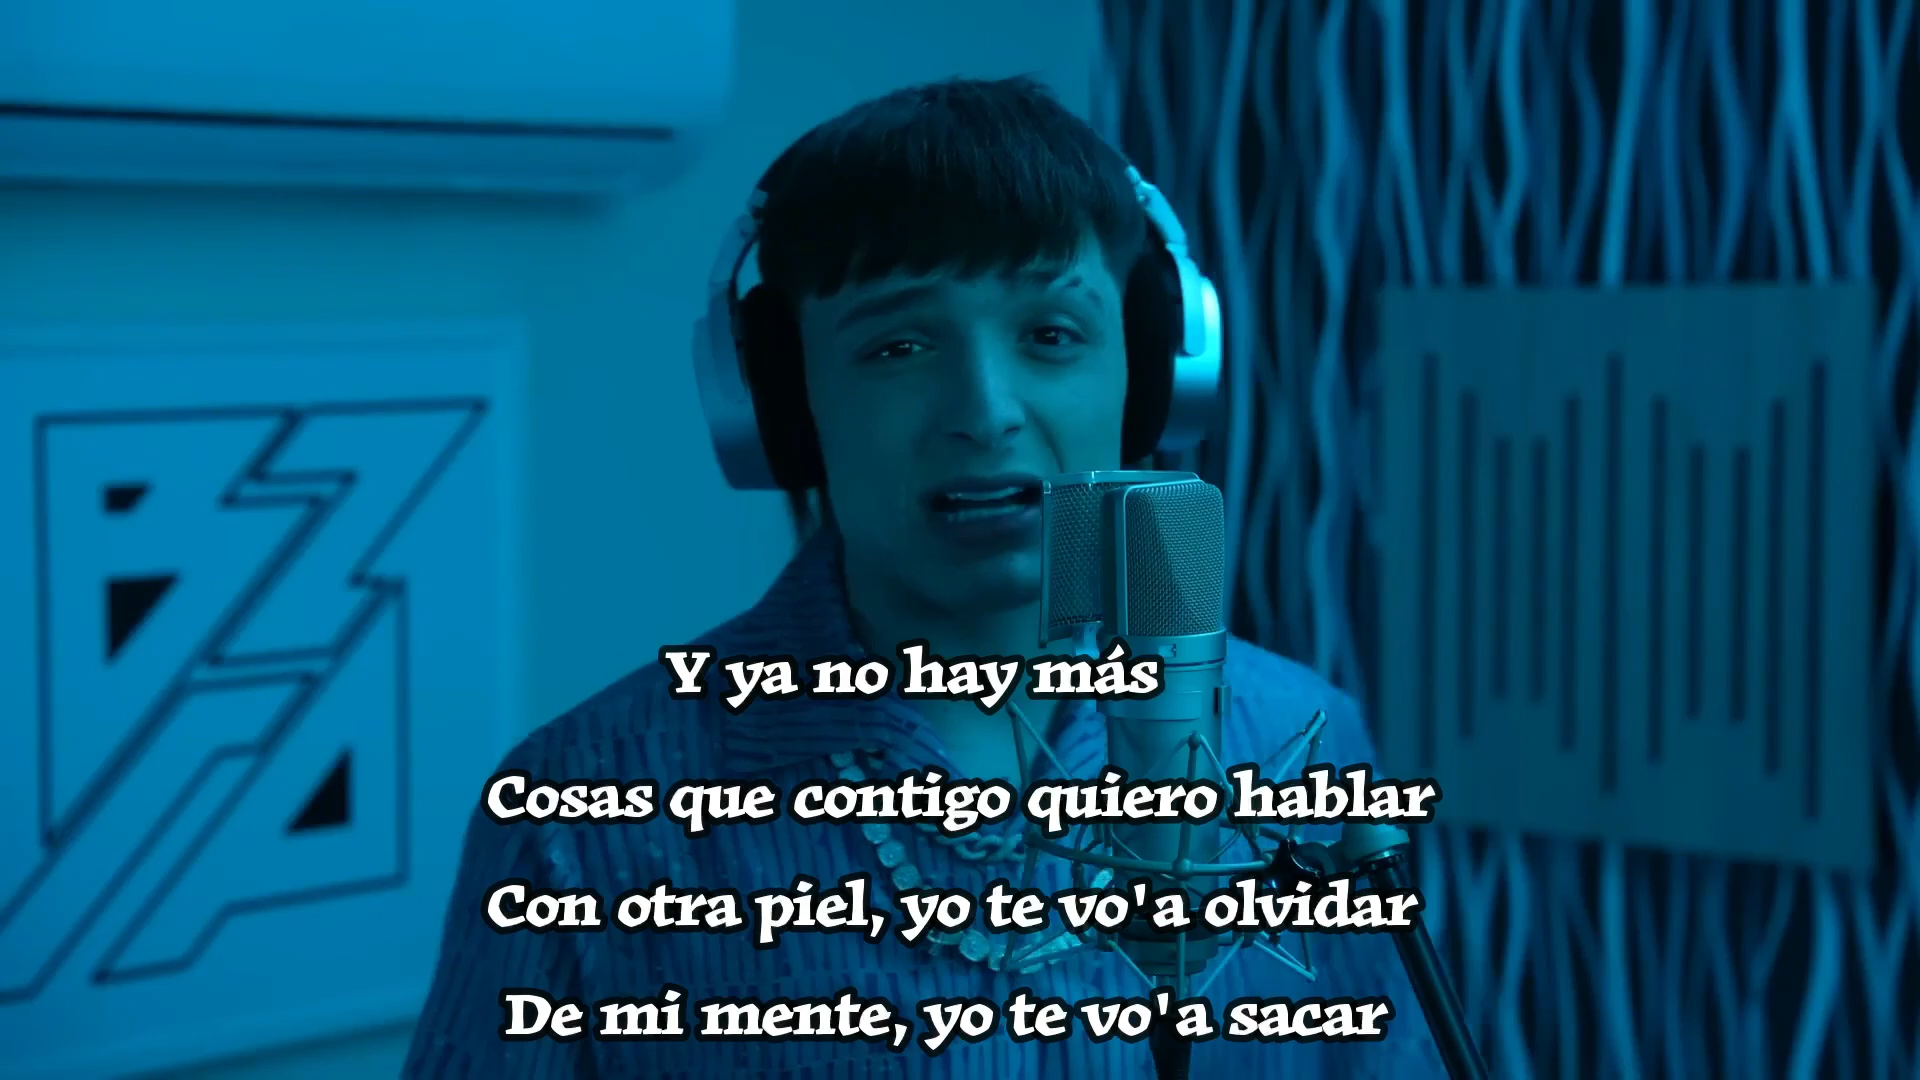 Y ya no hay más
Cosas que contigo quiero hablar
Con otra piel, yo te vo'a olvidar
De mi mente, yo te vo'a sacar